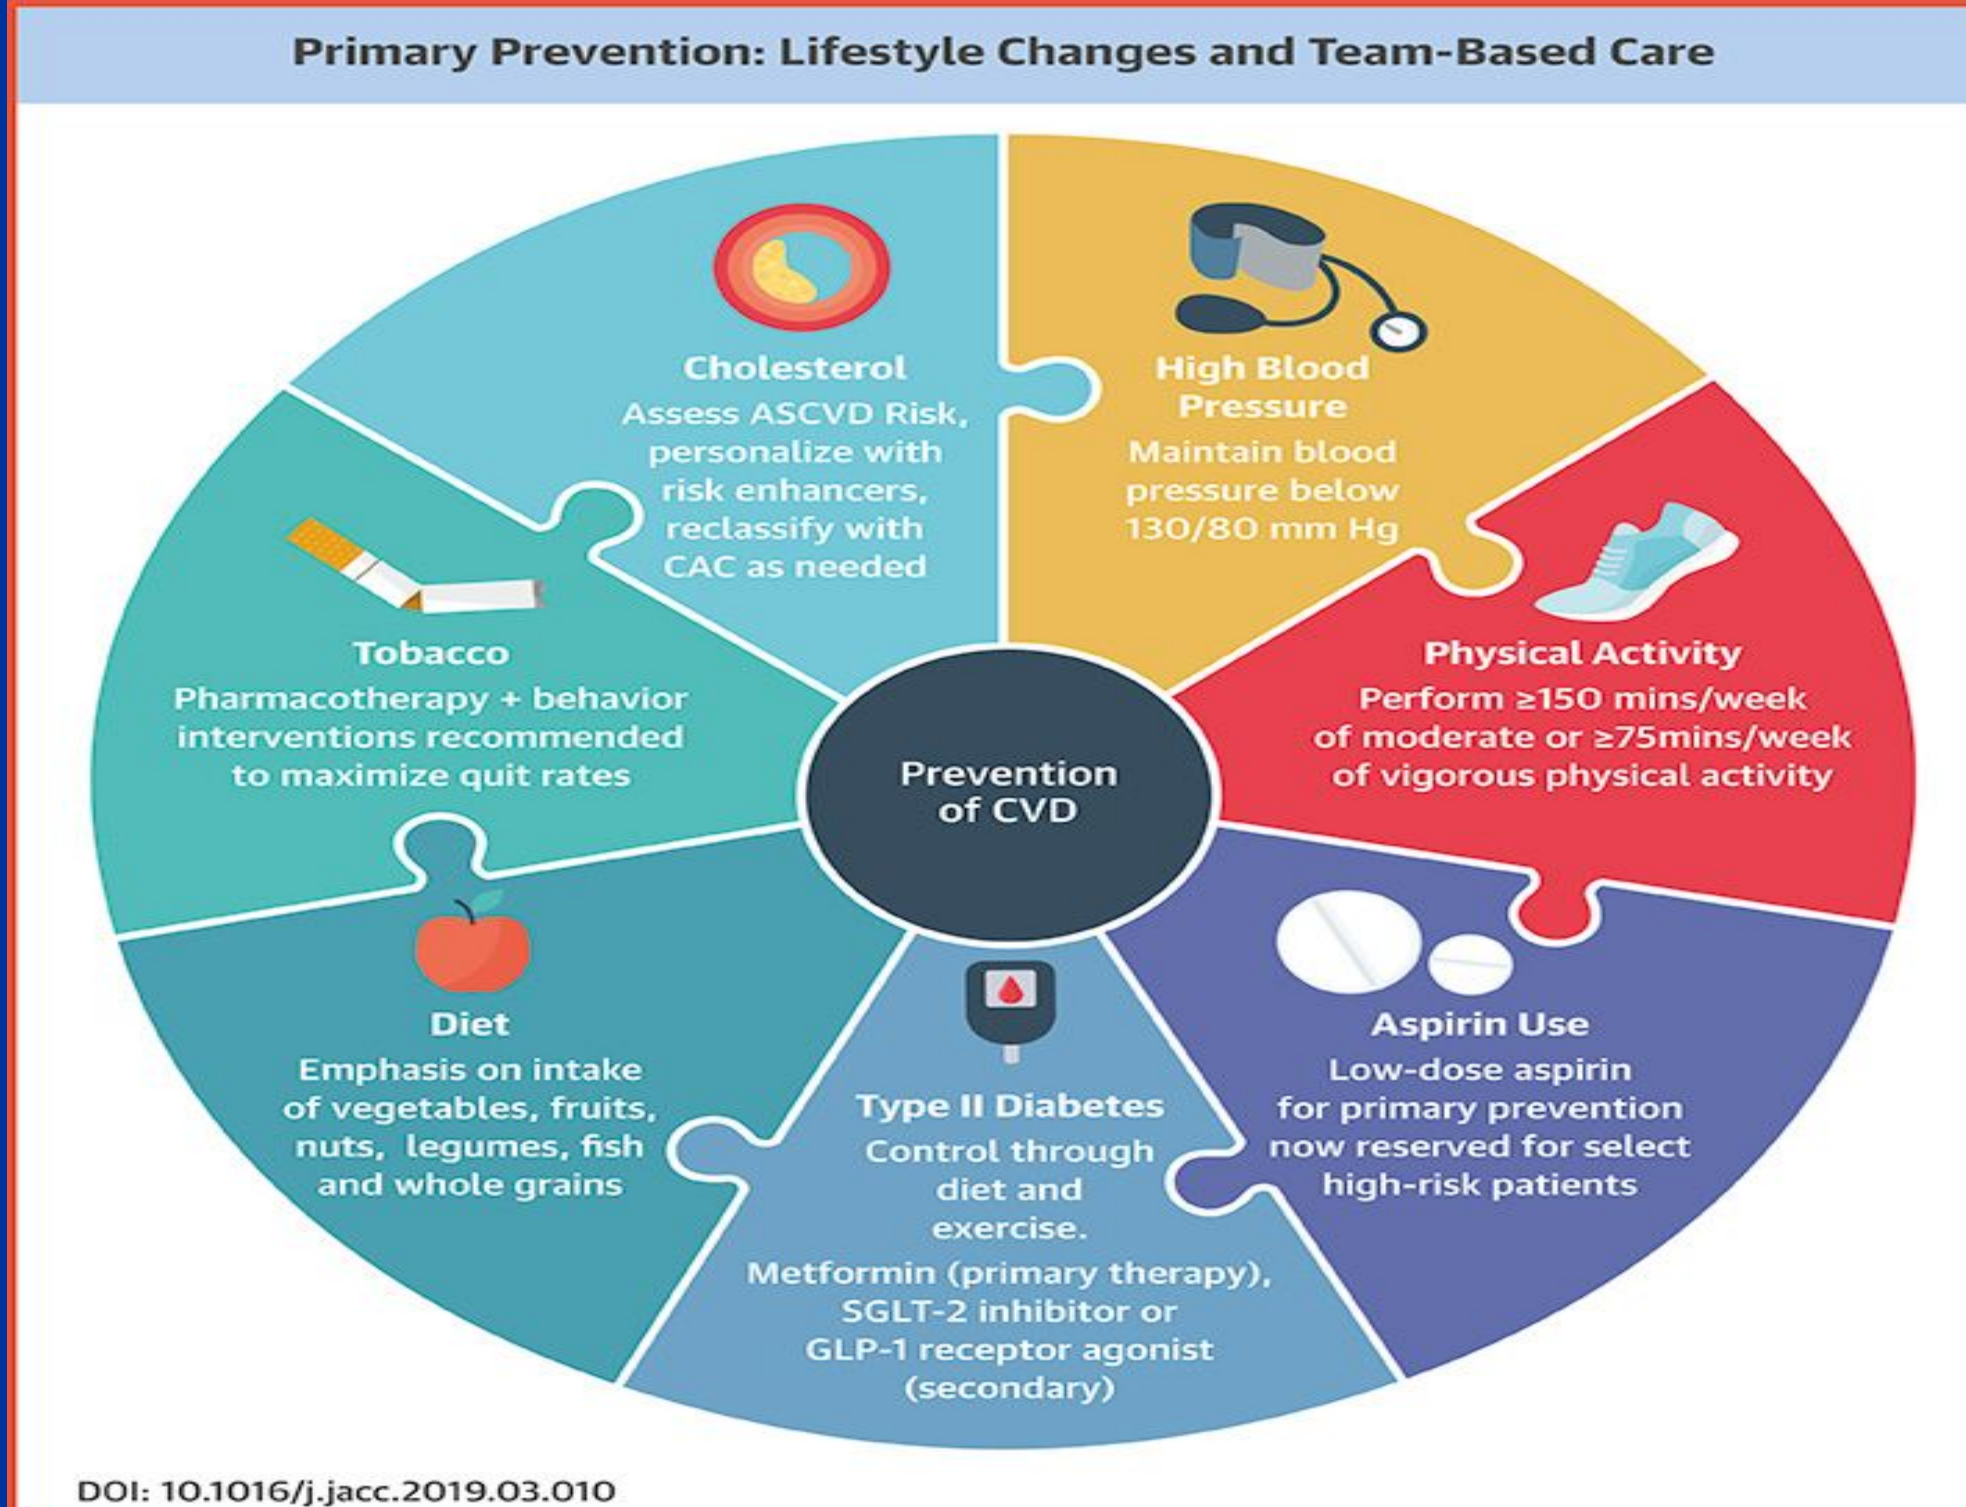 Primary Prevention: Lifestyle Changes and Team-Based Care
Cholesterol
Assess ASCVD Risk,
personalize with
risk enhancers,
reclassify with
CAC as needed
High Blood
Pressure
Maintain blood
pressure below
130/80 mm Hg
Physical Activity
Perform ≥150 mins/week
of moderate or ≥75mins/week
of vigorous physical activity
Tobacco
Pharmacotherapy + behavior
interventions recommended
to maximize quit rates
Prevention
of CVD
Diet
Emphasis on intake
of vegetables, fruits,
nuts, legumes, fish
and whole grains
Type II Diabetes
Control through
diet and
exercise.
Metformin (primary therapy),
SGLT-2 inhibitor or
GLP-1 receptor agonist
(secondary)
Aspirin Use
Low-dose aspirin
for primary prevention
now reserved for select
high-risk patients
DOI: 10.1016/j.jacc.2019.03.010